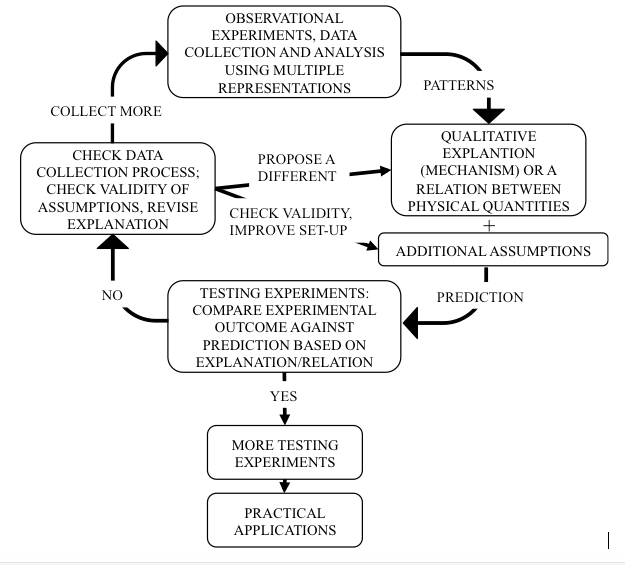 OBSERVATIONAL
EXPERIMENTS, DATA
COLLECTION AND ANALYSIS
USING MULTIPLE
REPRESENTATIONS
PATTERNS
COLLECT MORE
QUALITATIVE
EXPLANTION
(MECHANISM) OR A
RELATION BETWEEN
PHYSICAL QUANTITIES
+
ADDITIONAL ASSUMPTIONS
CHECK DATA
COLLECTION PROCESS;
CHECK VALIDITY OF
ASSUMPTIONS, REVISE
EXPLANATION
PROPOSE A
DIFFERENT
CHECK VALIDITY,
IMPROVE SET-UP
PREDICTION
NO
TESTING EXPERIMENTS:
COMPARE EXPERIMENTAL
OUTCOME AGAINST
PREDICTION BASED ON
EXPLANATION/RELATION
YES
MORE TESTING
EXPERIMENTS
PRACTICAL
APPLICATIONS